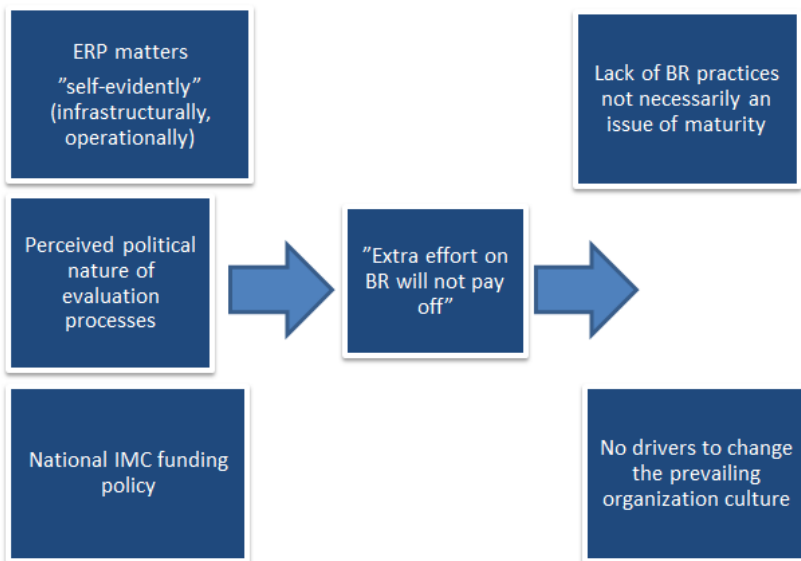 ERP matters
”self-evidently”
(infrastructurally,
operationally)
Perceived political
nature of
evaluation
processes
National IMC funding
policy
”Extra effort on
BR will not pay
off”
Lack of BR practices
not necessarily an
issue of maturity
No drivers to change
the prevailing
organization culture